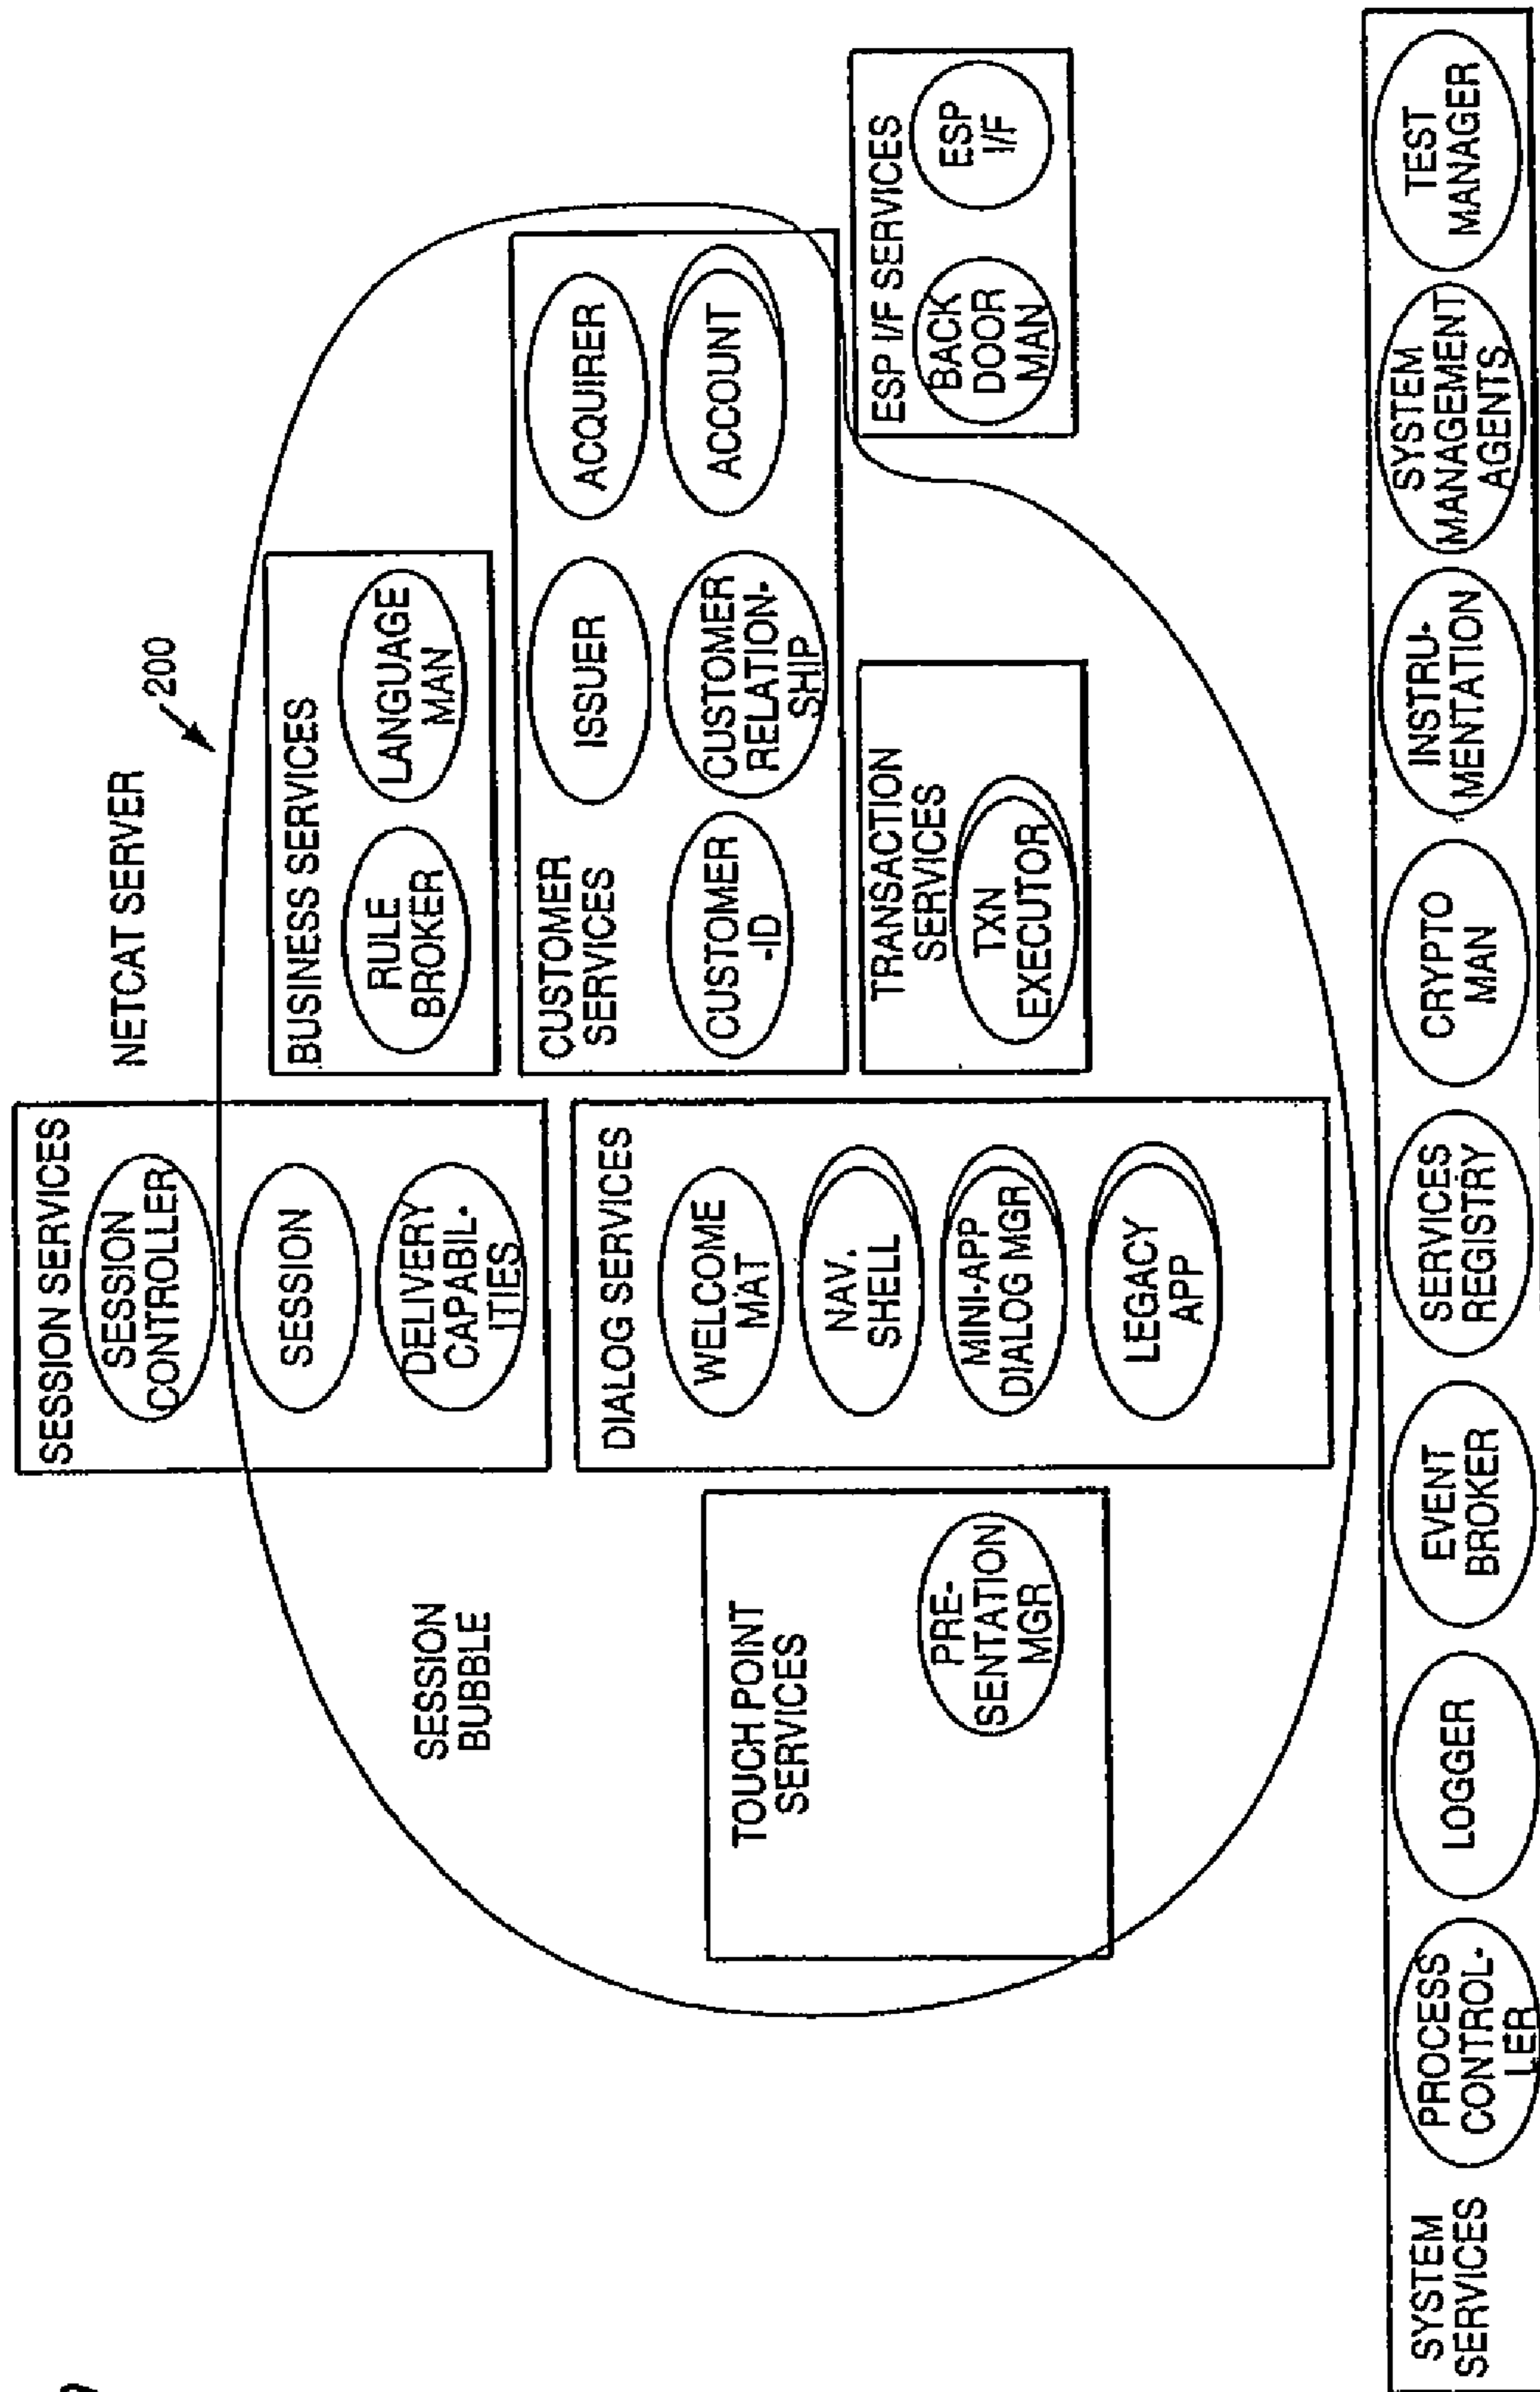 NETCAT SERVER
200
SESSION SERVICES
SESSION
CONTROLLER
SESSION
DELIVERY
CAPABIL-
ITIES
BUSINESS SERVICES
RULE
BROKER
LANGUAGE
MAN
SESSION
BUBBLE
CUSTOMER
SERVICES
ISSUER
ACQUIRER
CUSTOMER
-ID
CUSTOMER
RELATION-
SHIP
ACCOUNT
DIALOG SERVICES
WELCOME
MAT
NAV.
SHELL
MINI-APP
DIALOG MGR
LEGACY
APP
TOUCH POINT
SERVICES
PRE-
SENTATION
MGR
TRANSACTION
SERVICES
TXN
EXECUTOR
ESP I/F SERVICES
BACK
DOOR
MAN
ESP
I/F
SYSTEM
SERVICES
PROCESS
CONTROL-
LER
LOGGER
EVENT
BROKER
SERVICES
REGISTRY
CRYPTO
MAN
INSTRU-
MENTATION
SYSTEM
MANAGEMENT
AGENTS
TEST
MANAGER